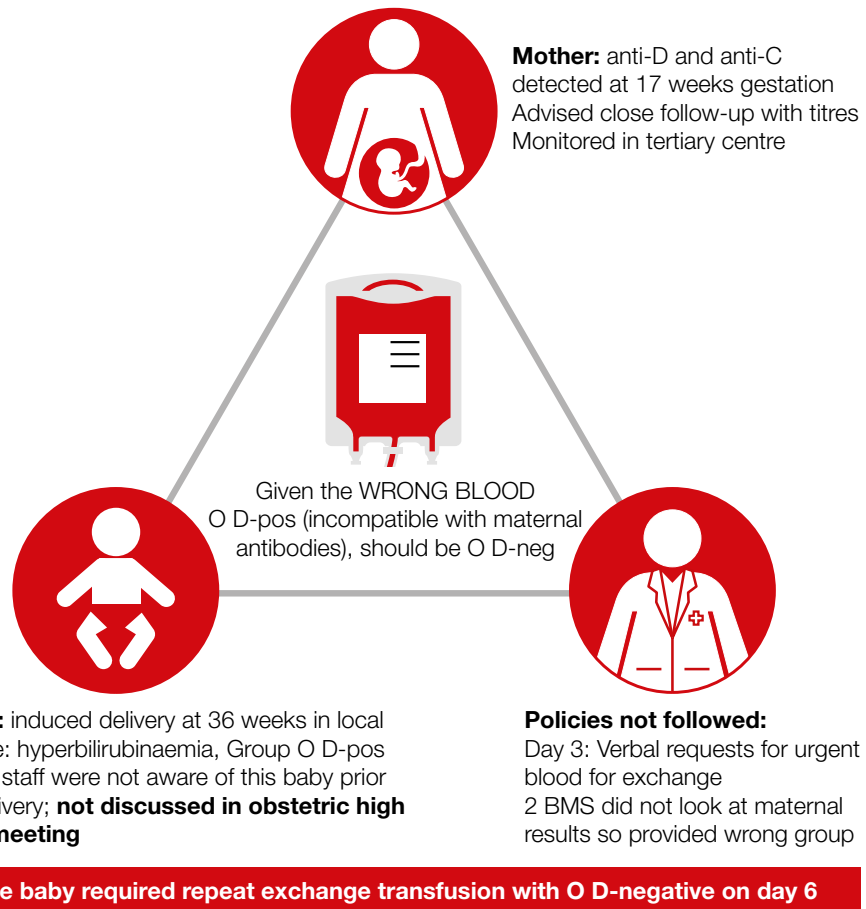 Mother: anti-D and anti-C
detected at 17 weeks gestation
Advised close follow-up with titres
Monitored in tertiary centre
Given the WRONG BLOOD
O D-pos (incompatible with maternal
antibodies), should be O D-neg
: induced delivery at 36 weeks in local
e: hyperbilirubinaemia, Group O D-pos
staff were not aware of this baby prior
livery; not discussed in obstetric high
meeting
Policies not followed:
Day 3: Verbal requests for urgent
blood for exchange
2 BMS did not look at maternal
results so provided wrong group
e baby required repeat exchange transfusion with O D-negative on day 6